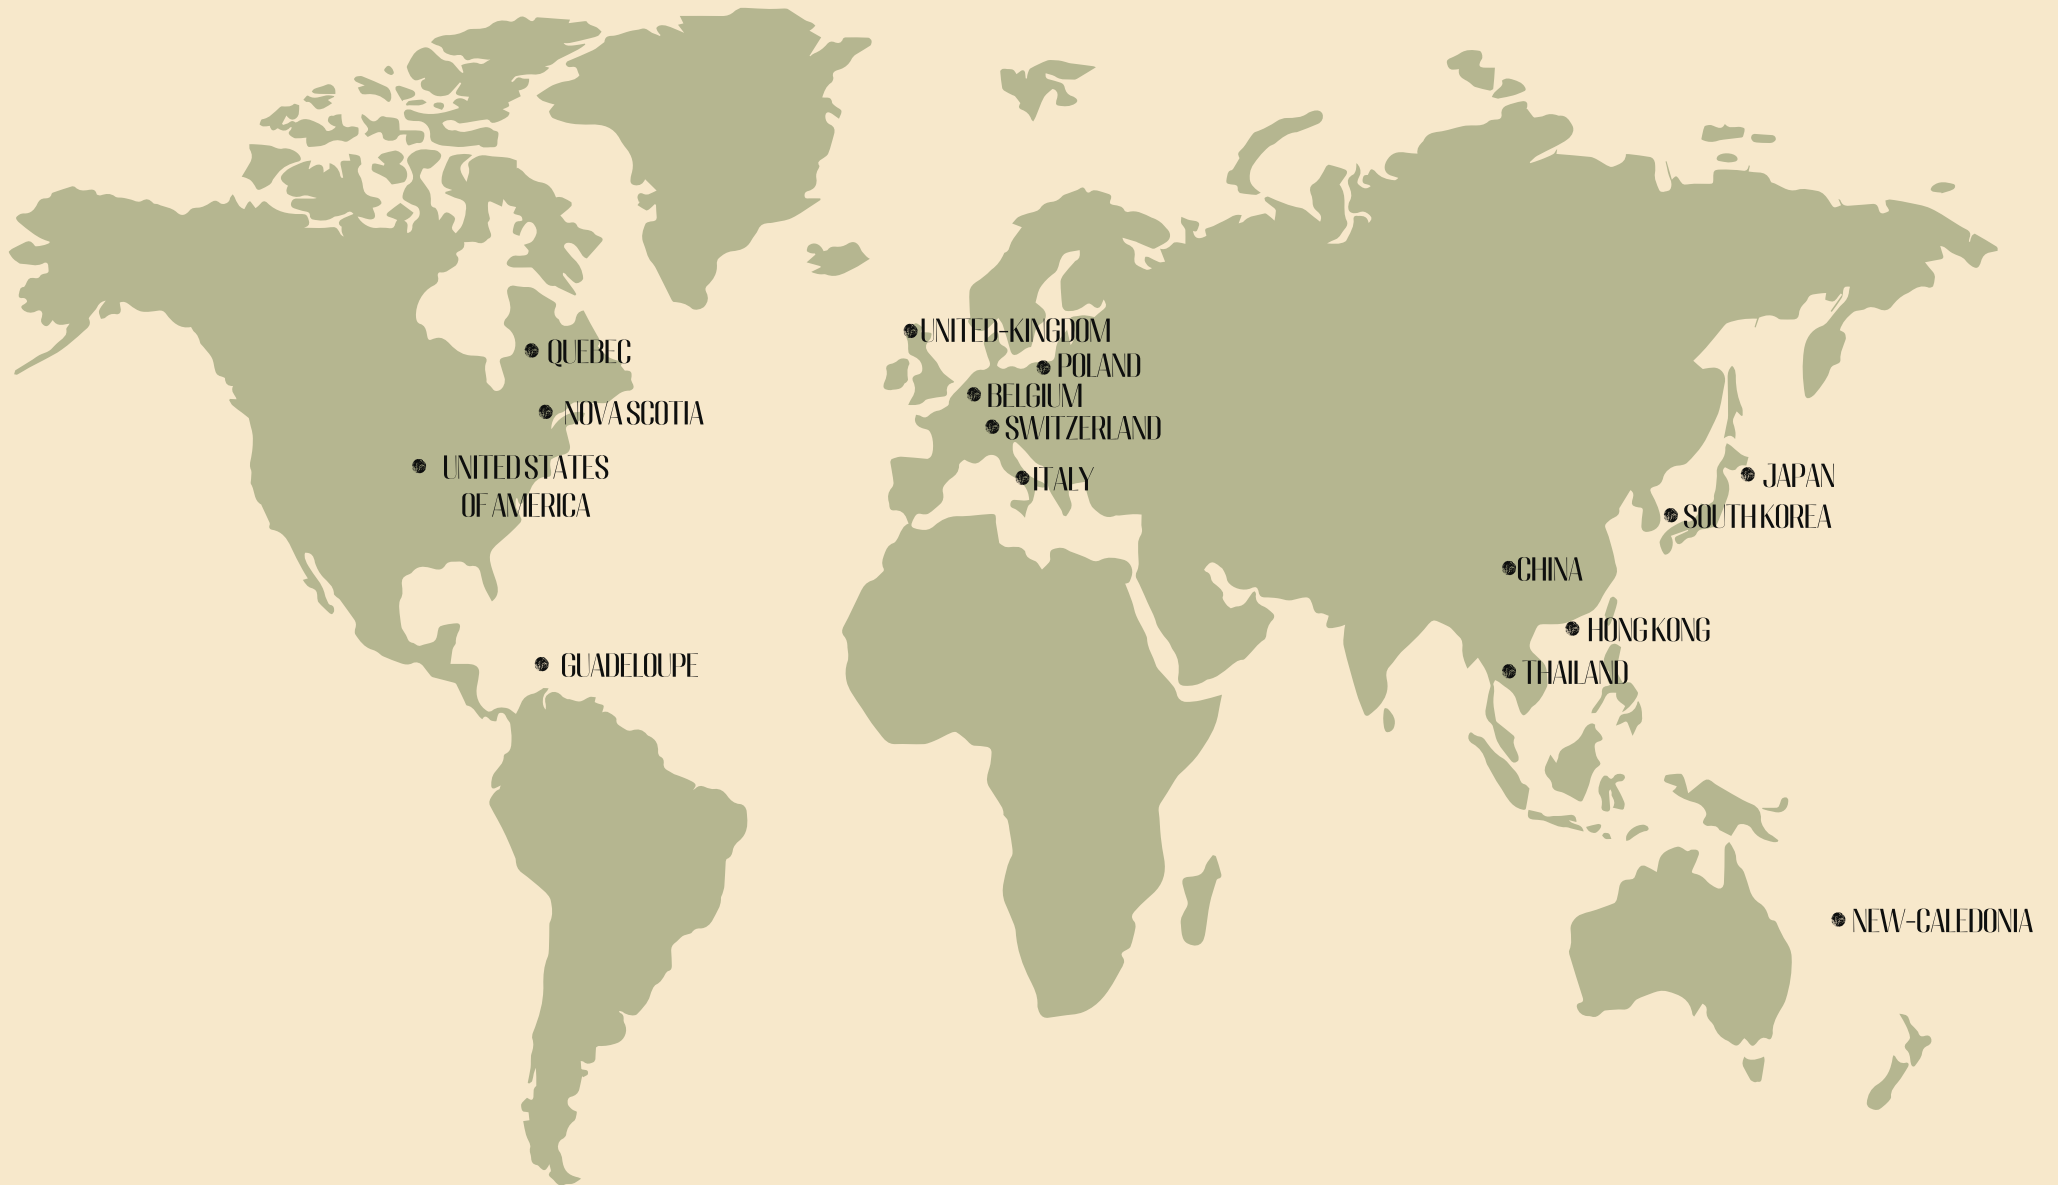 UNITED-KINGDOM
QUEBEC
POLAND
BELGIUM
NOVA SCOTIA
SWITZERLAND
UNITED STATES
OF AMERICA
ITALY
JAPAN
SOUTH KOREA
CHINA
HONG KONG
GUADELOUPE
THAILAND
NEW-CALEDONIA